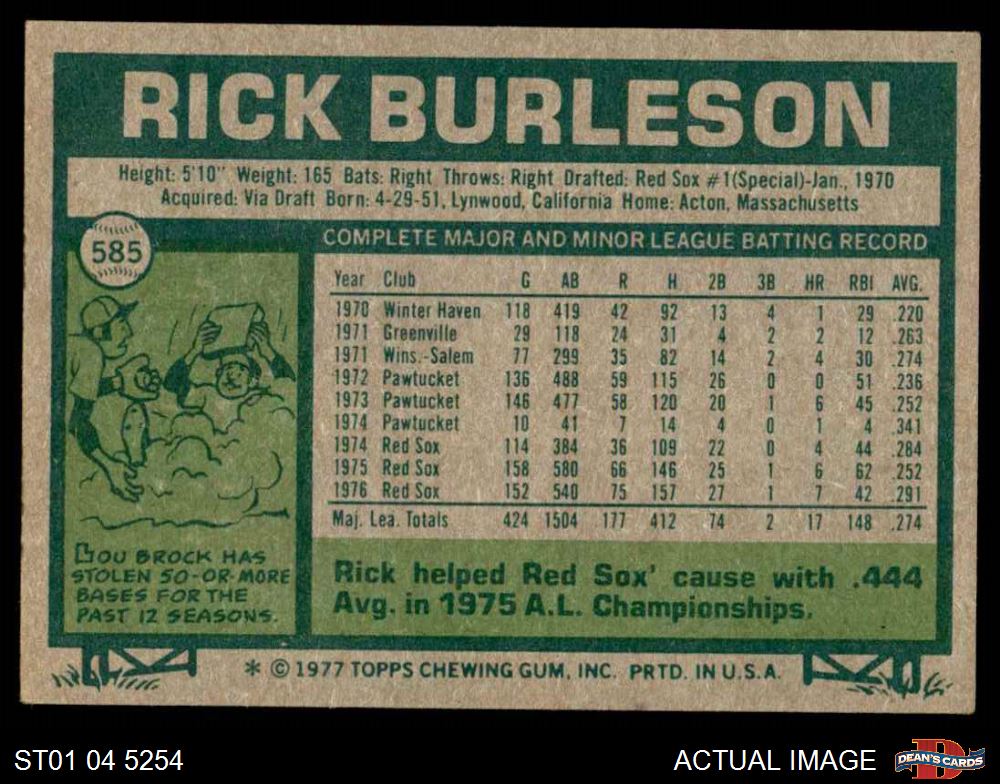 RICK BURLESON
Height: 5'10" Weight: 165 Bats: Right Throws: Right Drafted: Red Sox #1(Special)-Jan., 1970
Acquired: Via Draft Born: 4-29-51, Lynwood, California Home: Acton, Massachusetts
585
COMPLETE MAJOR AND MINOR LEAGUE BATTING RECORD
Year Club G AB R H 2B 3B HR RBI AVG.
1970 Winter Haven 118 419 42 92 13 4 1 29 .220
1971 Greenville 29 118 24 31 4 2 2 12 .263
1971 Wins.-Salem 77 299 35 82 14 2 4 30 .274
1972 Pawtucket 136 488 59 115 26 0 0 51 .236
1973 Pawtucket 146 477 58 120 20 1 6 45 .252
1974 Pawtucket 10 41 7 14 4 0 1 4 .341
1974 Red Sox 114 384 36 109 22 0 4 44 .284
1975 Red Sox 158 580 66 146 25 1 6 62 .252
1976 Red Sox 152 540 75 157 27 1 7 42 .291
Maj. Lea. Totals 424 1504 177 412 74 2 17 148 .274
LOU BROCK HAS
STOLEN 50-OR-MORE
BASES FOR THE
PAST 12 SEASONS.
Rick helped Red Sox' cause with .444
Avg. in 1975 A.L. Championships.
* © 1977 TOPPS CHEWING GUM, INC. PRTD. IN U.S.A.
ST01 04 5254
ACTUAL IMAGE
D
DEAN'S CARDS